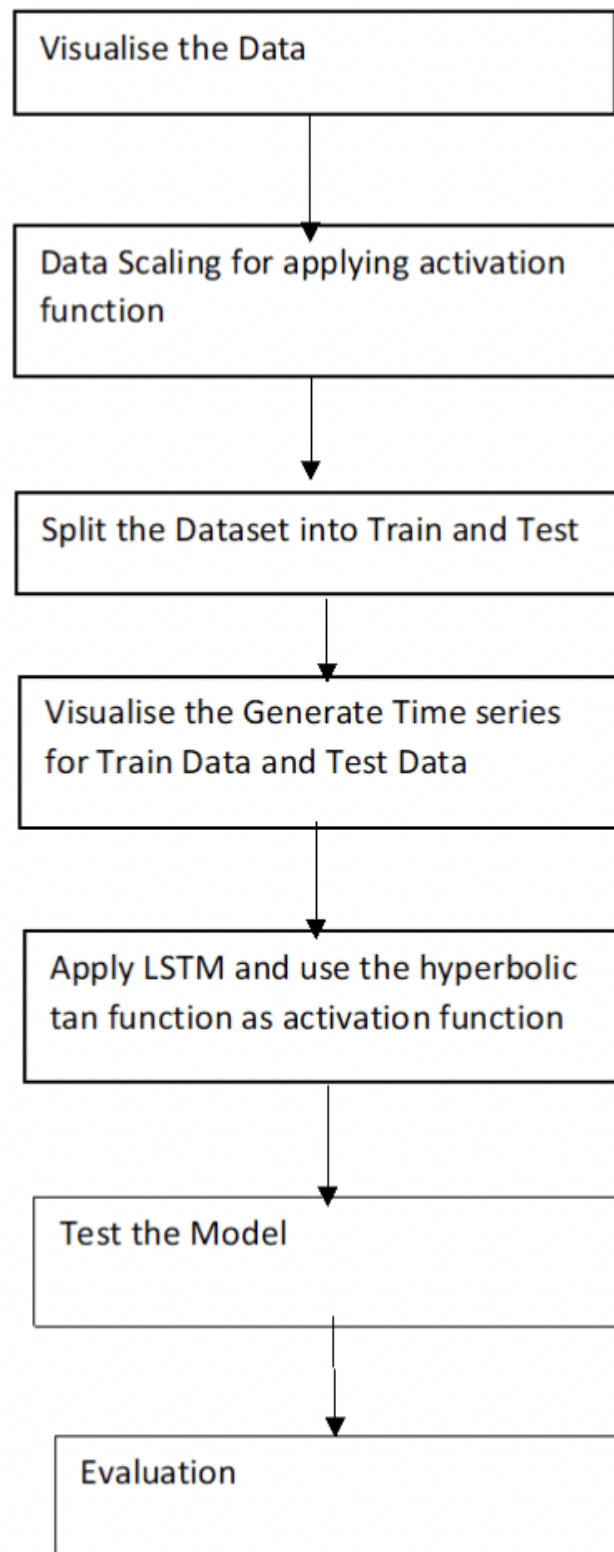 Visualise the Data
Data Scaling for applying activation
function
Split the Dataset into Train and Test
Visualise the Generate Time series
for Train Data and Test Data
Apply LSTM and use the hyperbolic
tan function as activation function
Test the Model
Evaluation